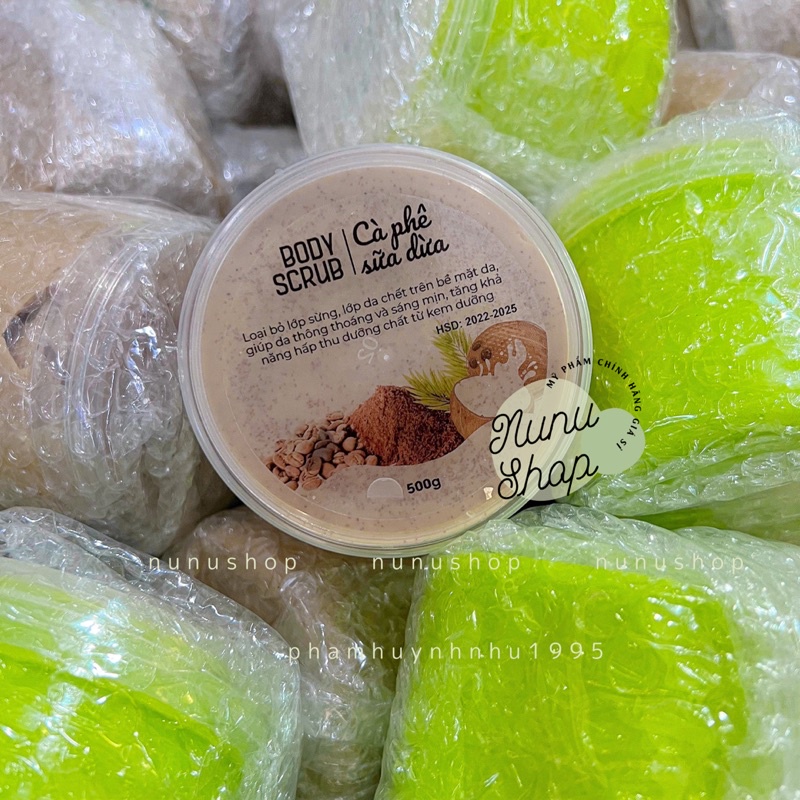 BODY
SCRUB
Cà phê
sữa dừa
Loại bỏ lớp sừng, lớp da chết trên bề mặt da,
giúp da thông thoáng và sáng mịn, tăng khả
năng hấp thu dưỡng chất từ kem dưỡng
HSD: 2022-2025
500g
MỸ PHẨM CHÍNH HÃNG GIÁ SỈ
Nunu
Shop
nunushop nunushop nunushop
phamhuynhnhu1995